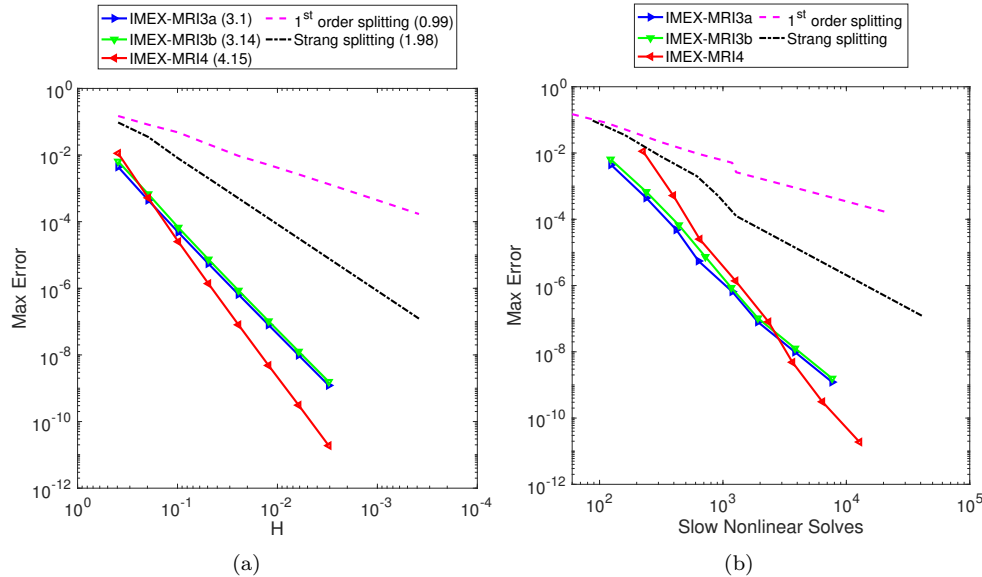 IMEX-MRI3a (3.1)
IMEX-MRI3b (3.14)
IMEX-MRI4 (4.15)
1st order splitting (0.99)
Strang splitting (1.98)
10^0
10^-2
10^-4
10^-6
10^-8
10^-10
10^-12
Max Error
10^0
10^-1
10^-2
10^-3
10^-4
H
(a)
IMEX-MRI3a
IMEX-MRI3b
IMEX-MRI4
1st order splitting
Strang splitting
10^0
10^-2
10^-4
10^-6
10^-8
10^-10
10^-12
Max Error
10^2
10^3
10^4
10^5
Slow Nonlinear Solves
(b)